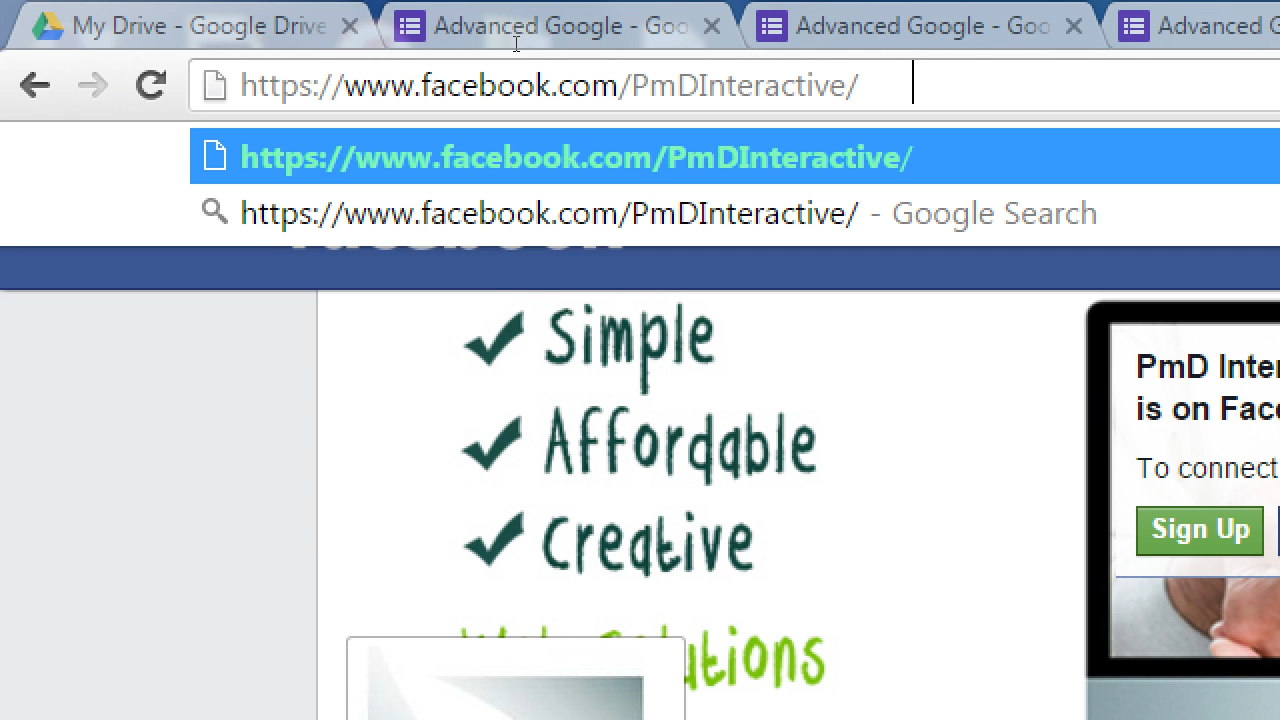 My Drive - Google Drive
Advanced Google - Goo
Advanced Google - Goo
Advanced G
https://www.facebook.com/PmDInteractive/
https://www.facebook.com/PmDInteractive/
https://www.facebook.com/PmDInteractive/ - Google Search
Simple
Affordable
Creative
PmD Inter
is on Face
To connect
Sign Up